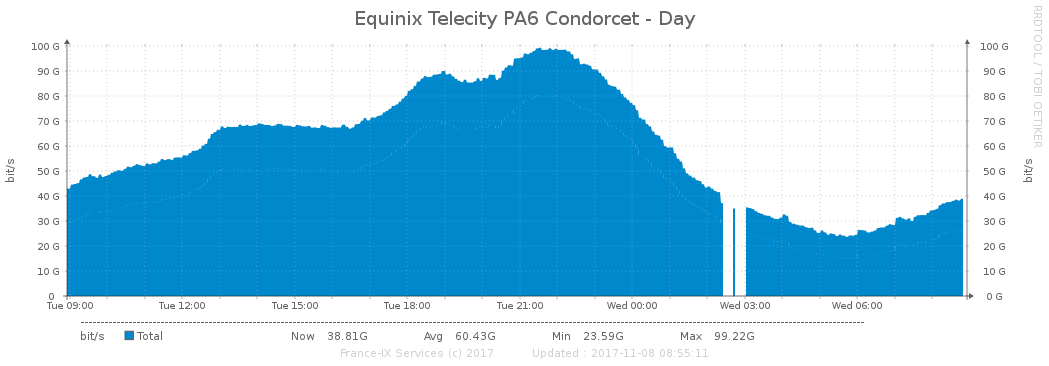 Equinix Telecity PA6 Condorcet - Day
RRDTOOL / TOBI OETIKER
100 G 100 G
90 G 90 G
80 G 80 G
70 G 70 G
60 G 60 G
50 G 50 G
40 G 40 G
30 G 30 G
20 G 20 G
10 G 10 G
0 0 G
bit/s bit/s
Tue 09:00 Tue 12:00 Tue 15:00 Tue 18:00 Tue 21:00 Wed 00:00 Wed 03:00 Wed 06:00
bit/s Total Now 38.81G Avg 60.43G Min 23.59G Max 99.22G
France-IX Services (c) 2017 Updated : 2017-11-08 08:55:11